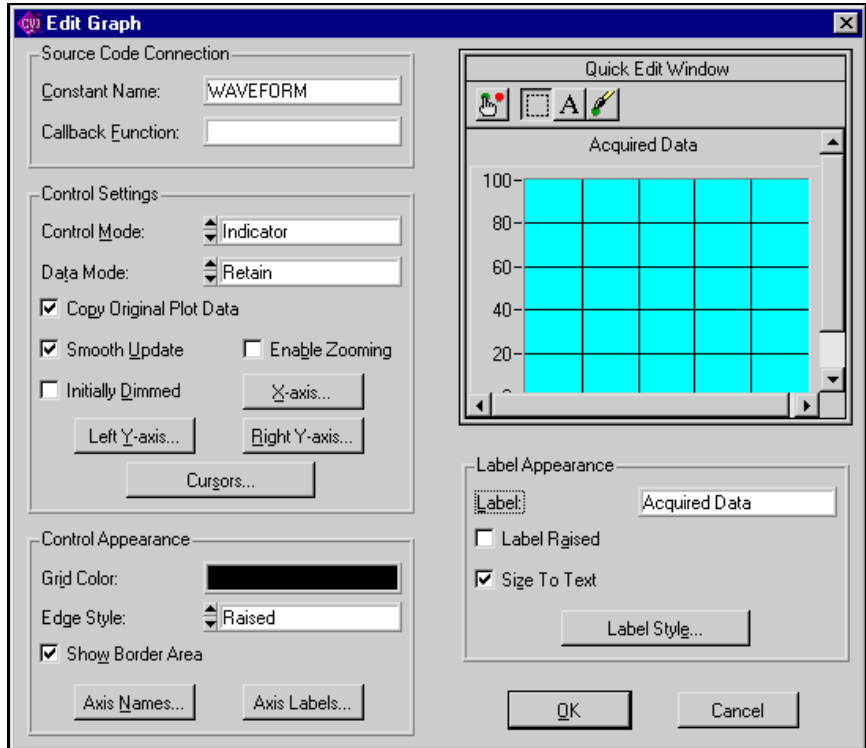 CVI Edit Graph
Source Code Connection
Constant Name: WAVEFORM
Callback Function:
Control Settings
Control Mode: Indicator
Data Mode: Retain
Copy Original Plot Data
Smooth Update Enable Zooming
Initially Dimmed X-axis...
Left Y-axis... Right Y-axis...
Cursors...
Control Appearance
Grid Color:
Edge Style: Raised
Show Border Area
Axis Names... Axis Labels...
Quick Edit Window
A
Acquired Data
100
80
60
40
20
Label Appearance
Label: Acquired Data
Label Raised
Size To Text
Label Style...
OK Cancel